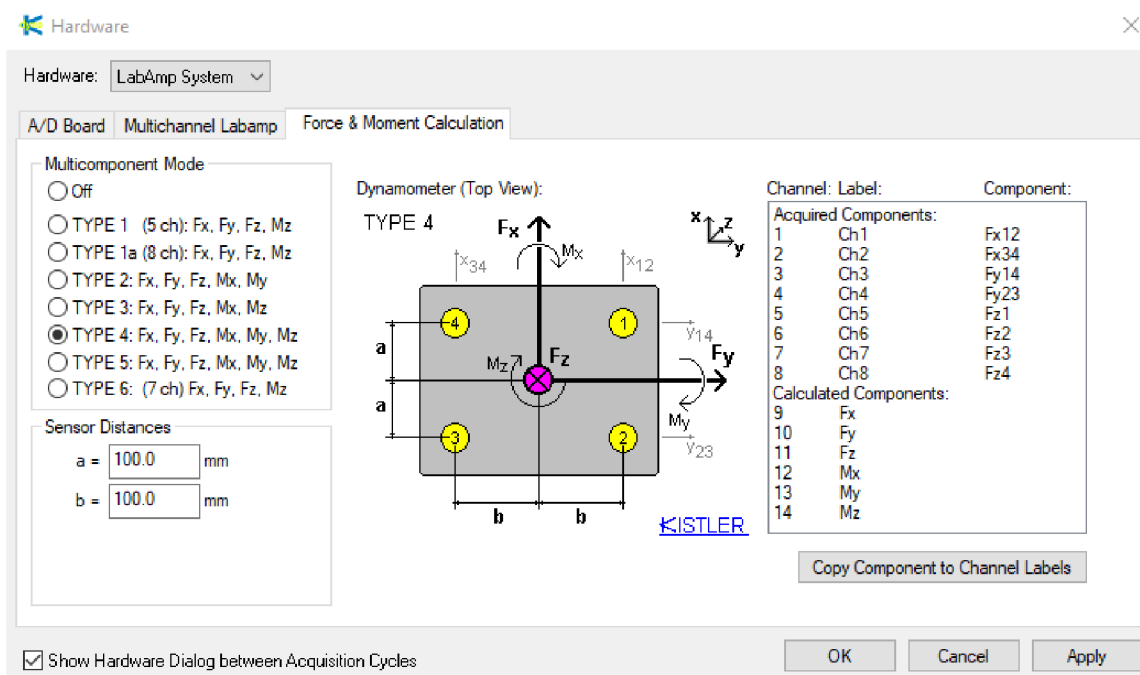 Hardware
Hardware: LabAmp System
A/D Board Multichannel Labamp Force & Moment Calculation
Multicomponent Mode
Off
TYPE 1 (5 ch): Fx, Fy, Fz, Mz
TYPE 1a (8 ch): Fx, Fy, Fz, Mz
TYPE 2: Fx, Fy, Fz, Mx, My
TYPE 3: Fx, Fy, Fz, Mx, Mz
TYPE 4: Fx, Fy, Fz, Mx, My, Mz
TYPE 5: Fx, Fy, Fz, Mx, My, Mz
TYPE 6: (7 ch) Fx, Fy, Fz, Mz
Sensor Distances
a = 100.0 mm
b = 100.0 mm
Dynamometer (Top View):
TYPE 4
Fx
x
z
y
Mx
x34
x12
4
1
y14
a
Mz
Fz
Fy
a
My
3
2
y23
b b
KISTLER
Channel: Label: Component:
Acquired Components:
1 Ch1 Fx12
2 Ch2 Fx34
3 Ch3 Fy14
4 Ch4 Fy23
5 Ch5 Fz1
6 Ch6 Fz2
7 Ch7 Fz3
8 Ch8 Fz4
Calculated Components:
9 Fx
10 Fy
11 Fz
12 Mx
13 My
14 Mz
Copy Component to Channel Labels
Show Hardware Dialog between Acquisition Cycles
OK Cancel Apply